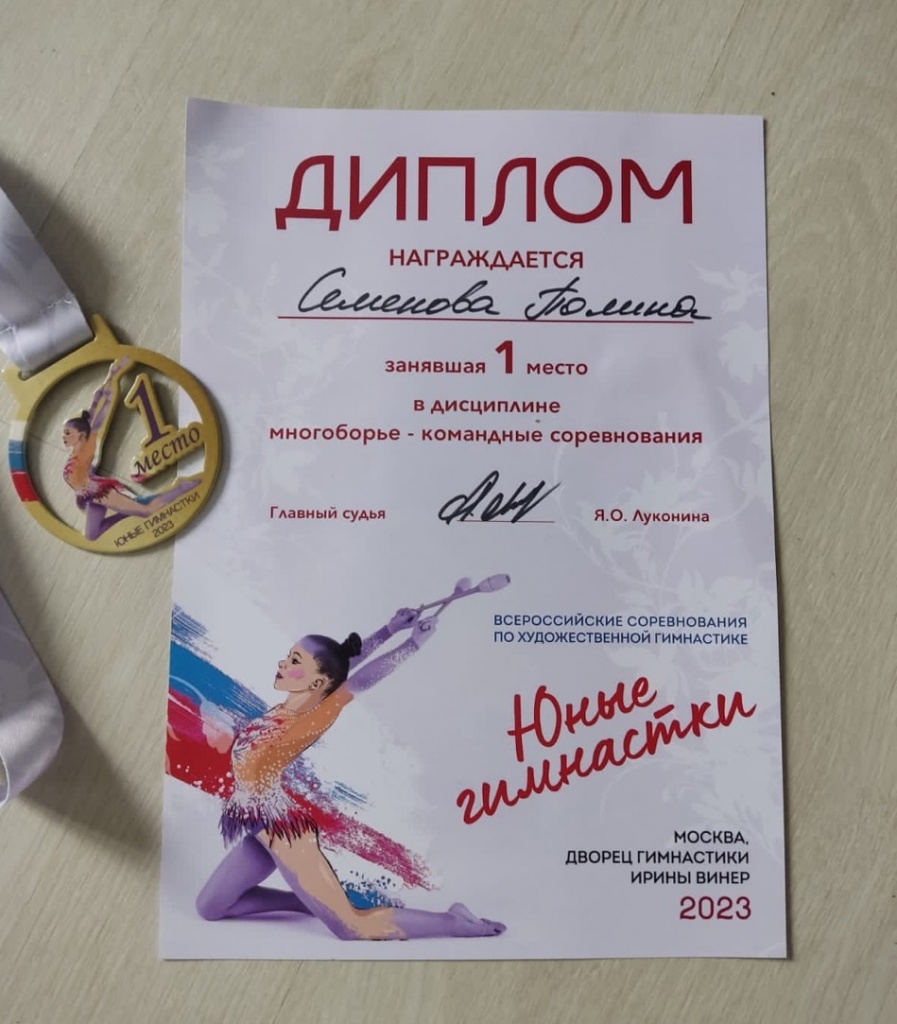 ДИПЛОМ
НАГРАЖДАЕТСЯ
Семенова Полина
занявшая 1 место
в дисциплине
многоборье - командные соревнования
Главный судья
Я.О. Луконина
ВСЕРОССИЙСКИЕ СОРЕВНОВАНИЯ
ПО ХУДОЖЕСТВЕННОЙ ГИМНАСТИКЕ
Юные
гимнастки
МОСКВА,
ДВОРЕЦ ГИМНАСТИКИ
ИРИНЫ ВИНЕР
2023
1
место
ЮНЫЕ ГИМНАСТКИ
2023